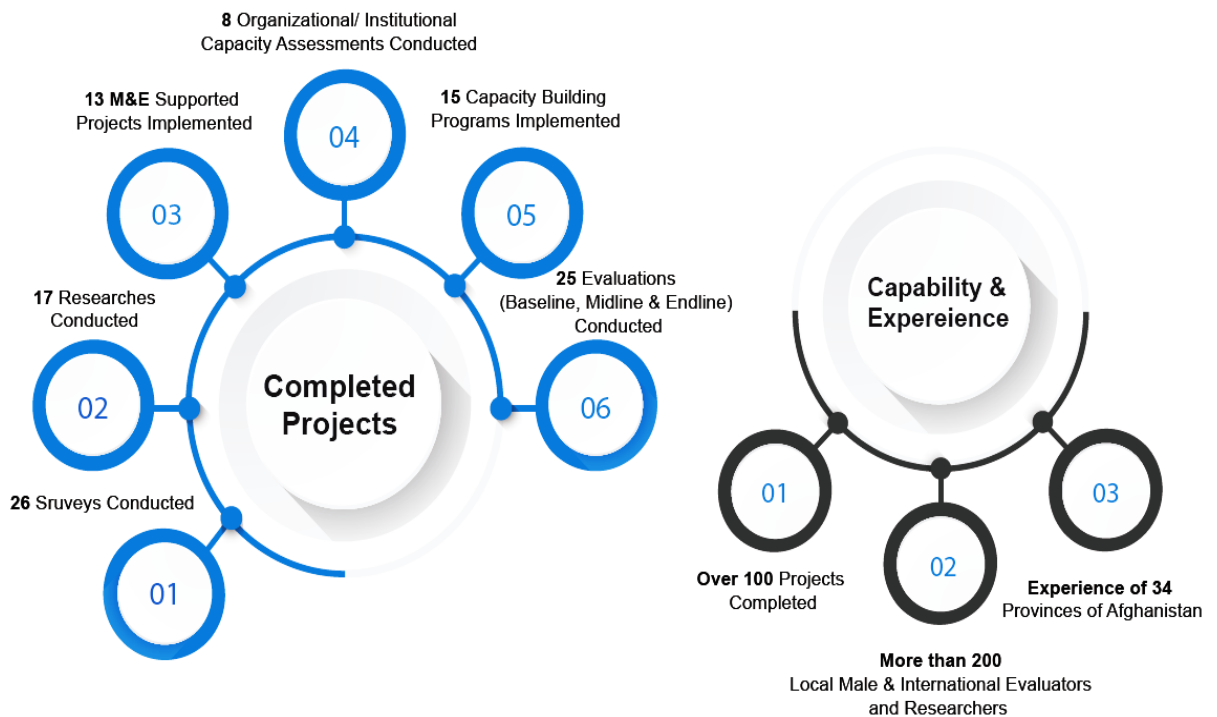 8 Organizational/ Institutional
Capacity Assessments Conducted
13 M&E Supported
Projects Implemented
15 Capacity Building
Programs Implemented
04
03
05
17 Researches
Conducted
25 Evaluations
(Baseline, Midline & Endline)
Conducted
02
Completed
Projects
06
26 Sruveys Conducted
01
Capability &
Expereience
01
02
03
Over 100 Projects
Completed
Experience of 34
Provinces of Afghanistan
More than 200
Local Male & International Evaluators
and Researchers